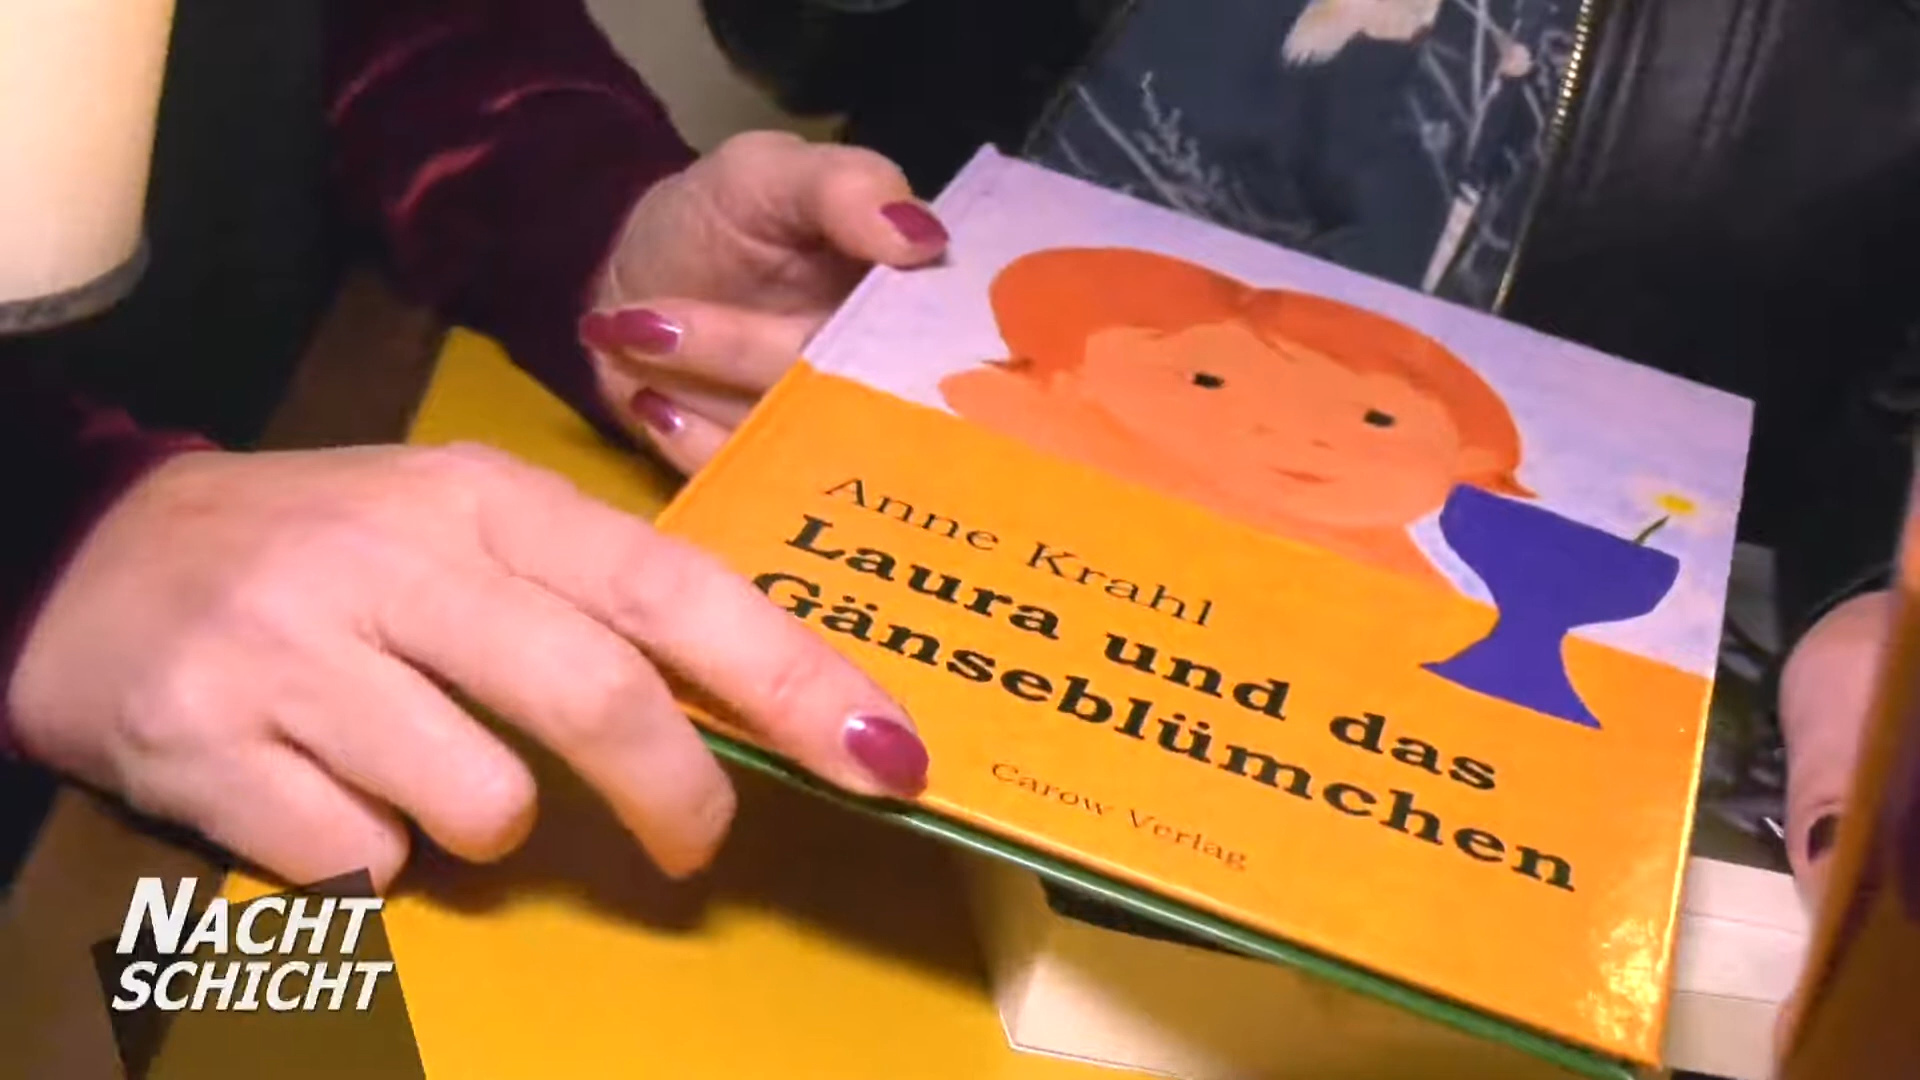 Anne Krahl
Laura und das
Gänseblümchen
Carow Verlag
NACHT
SCHICHT